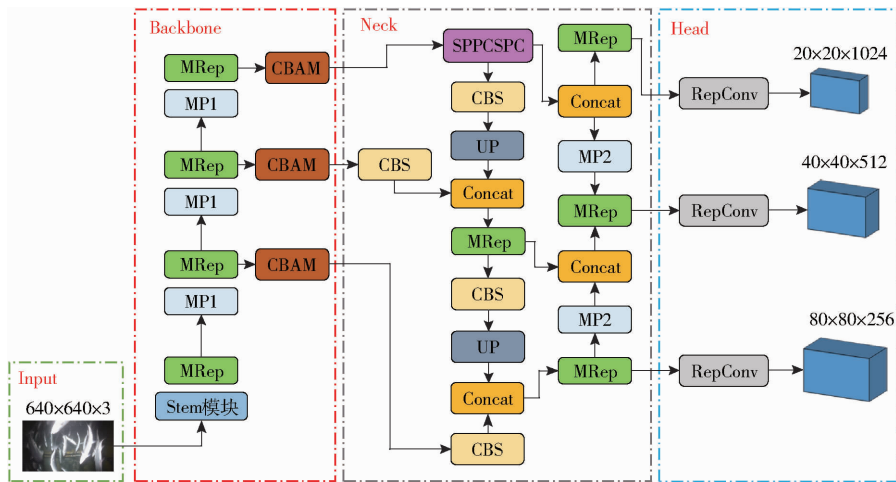 Input
640×640×3
Backbone
MRep
CBAM
MP1
MRep
CBAM
MP1
MRep
CBAM
MP1
MRep
Stem模块
Neck
SPPCSPC
CBS
UP
CBS
Concat
MRep
CBS
UP
Concat
CBS
MRep
Concat
MP2
MRep
Concat
MP2
MRep
Head
20×20×1024
RepConv
40×40×512
RepConv
80×80×256
RepConv